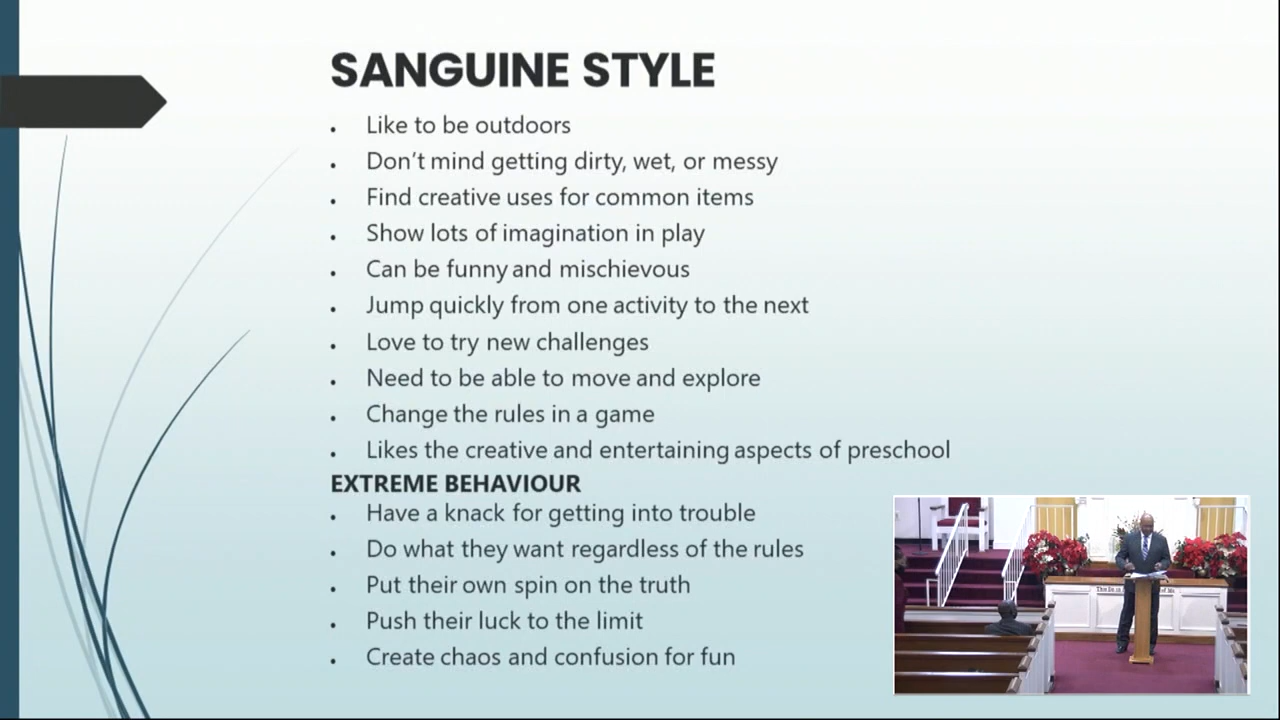 SANGUINE STYLE
• Like to be outdoors
• Don't mind getting dirty, wet, or messy
• Find creative uses for common items
• Show lots of imagination in play
• Can be funny and mischievous
• Jump quickly from one activity to the next
• Love to try new challenges
• Need to be able to move and explore
• Change the rules in a game
• Likes the creative and entertaining aspects of preschool
EXTREME BEHAVIOUR
• Have a knack for getting into trouble
• Do what they want regardless of the rules
• Put their own spin on the truth
• Push their luck to the limit
• Create chaos and confusion for fun